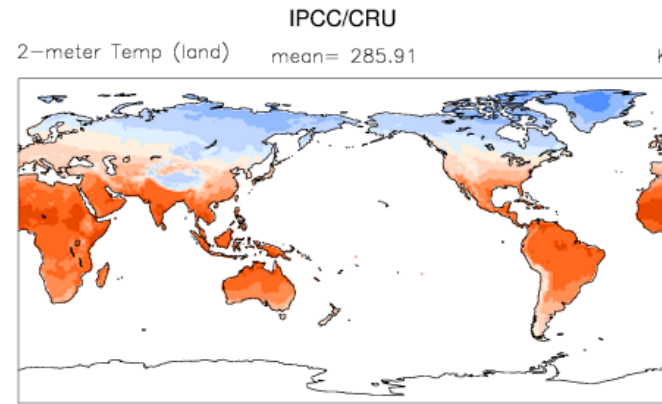 IPCC/CRU
2-meter Temp (land) mean= 285.91 K